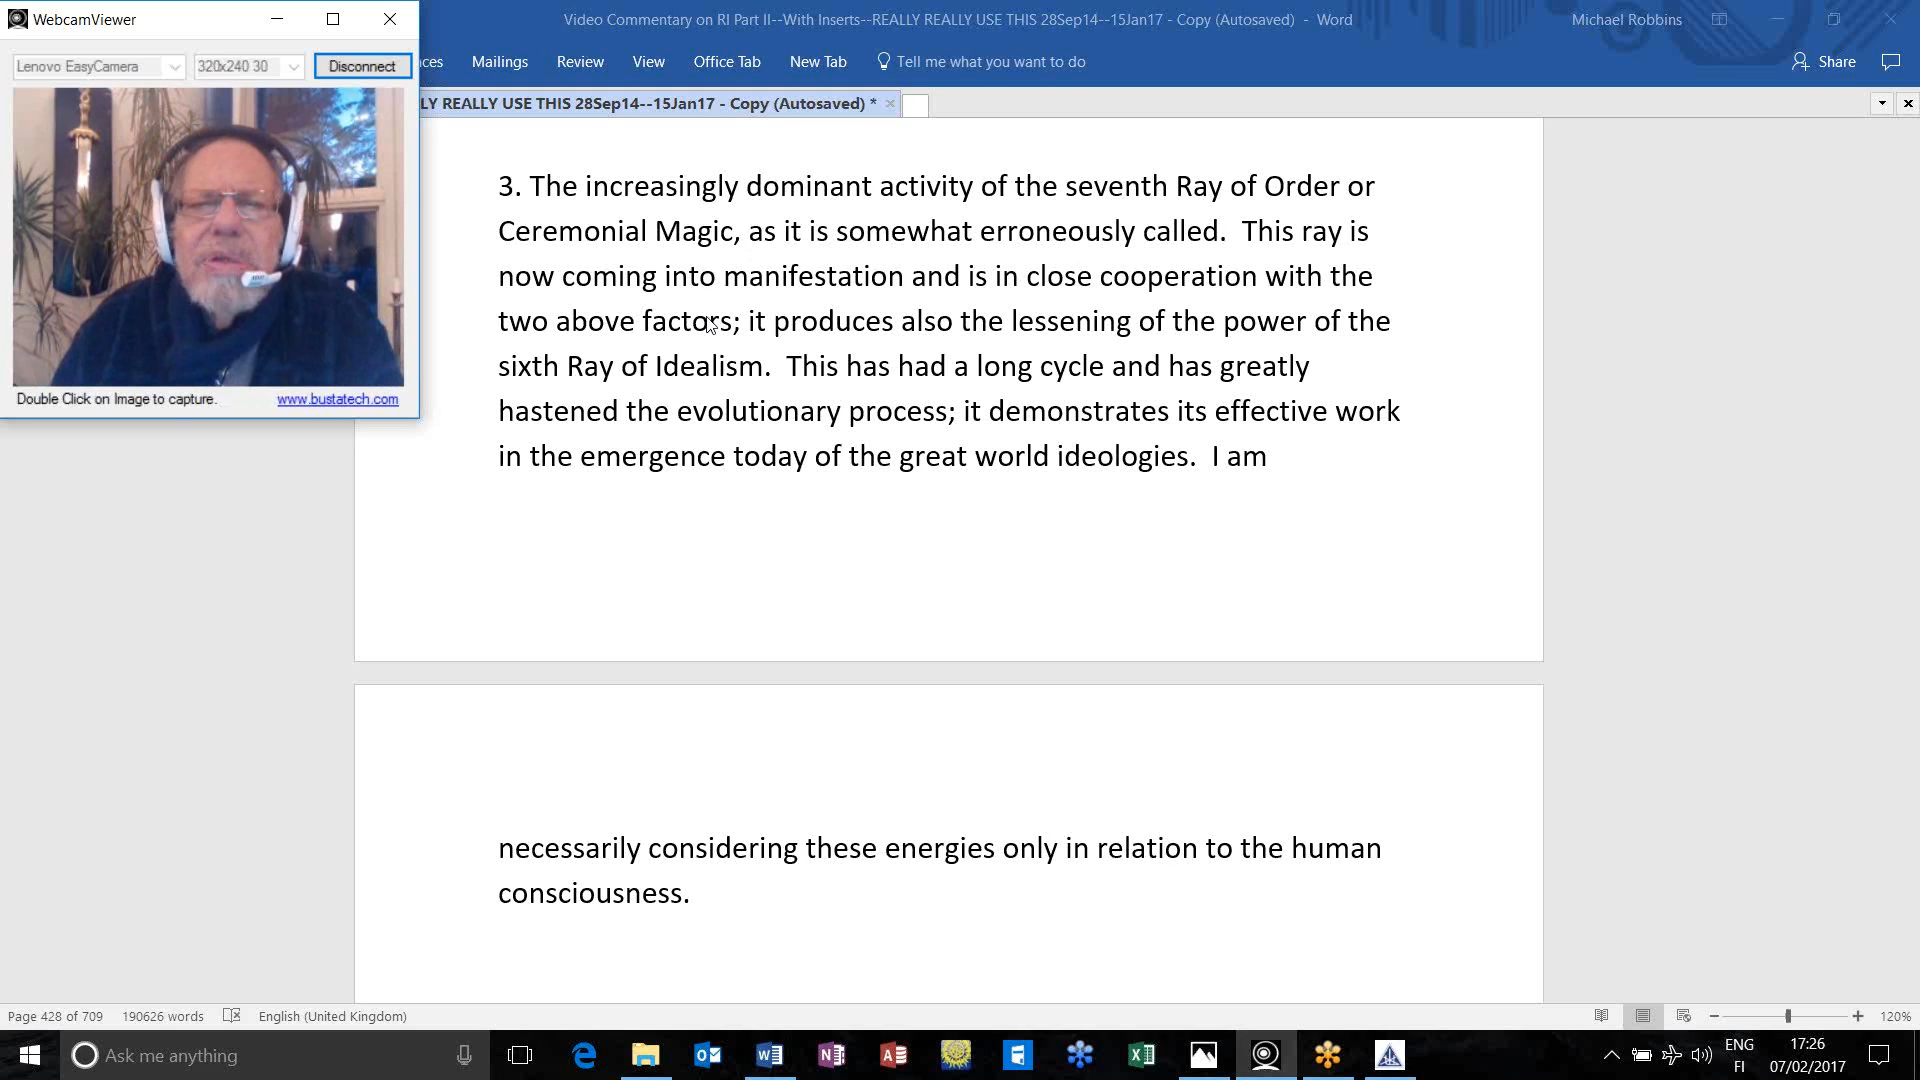 WebcamViewer
Video Commentary on RI Part II--With Inserts--REALLY REALLY USE THIS 28Sep14--15Jan17 - Copy (Autosaved) - Word
Michael Robbins
Lenovo EasyCamera
320x240 30
Disconnect
ces
Mailings
Review
View
Office Tab
New Tab
Tell me what you want to do
Share
LY REALLY USE THIS 28Sep14--15Jan17 - Copy (Autosaved) *
Double Click on Image to capture.
www.bustatech.com
3. The increasingly dominant activity of the seventh Ray of Order or
Ceremonial Magic, as it is somewhat erroneously called. This ray is
now coming into manifestation and is in close cooperation with the
two above factors; it produces also the lessening of the power of the
sixth Ray of Idealism. This has had a long cycle and has greatly
hastened the evolutionary process; it demonstrates its effective work
in the emergence today of the great world ideologies. I am
necessarily considering these energies only in relation to the human
consciousness.
Page 428 of 709
190626 words
English (United Kingdom)
120%
Ask me anything
ENG
FI
17:26
07/02/2017